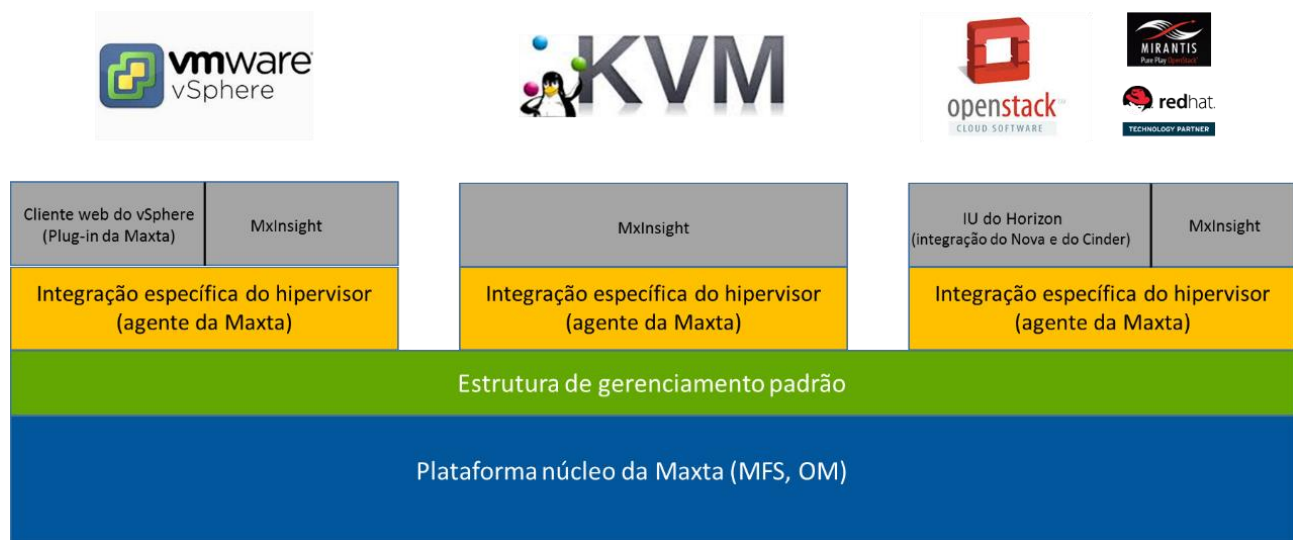 vmware
vSphere
KVM
openstack
CLOUD SOFTWARE
MIRANTIS
Pure Play OpenStack
redhat.
TECHNOLOGY PARTNER
Cliente web do vSphere
(Plug-in da Maxta)
MxInsight
MxInsight
IU do Horizon
(integração do Nova e do Cinder)
MxInsight
Integração específica do hipervisor
(agente da Maxta)
Integração específica do hipervisor
(agente da Maxta)
Integração específica do hipervisor
(agente da Maxta)
Estrutura de gerenciamento padrão
Plataforma núcleo da Maxta (MFS, OM)